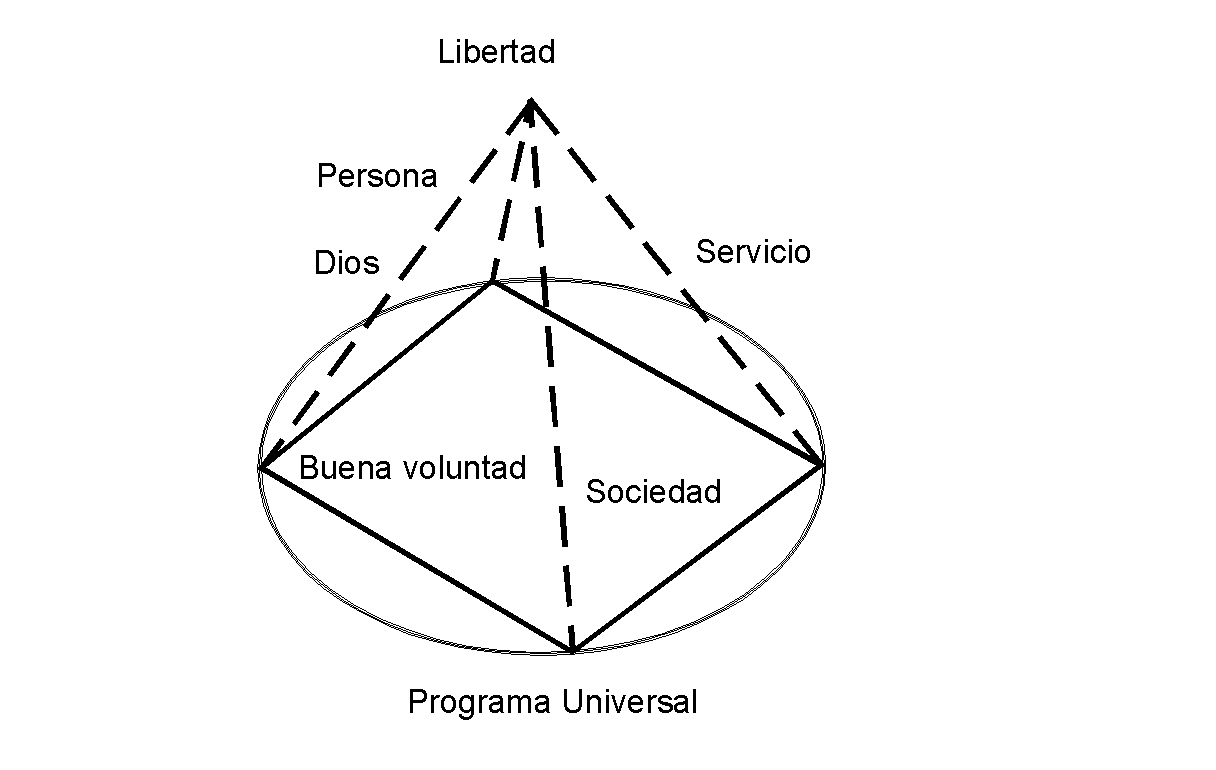 Libertad
Persona
Servicio
Dios
Buena voluntad
Sociedad
Programa Universal